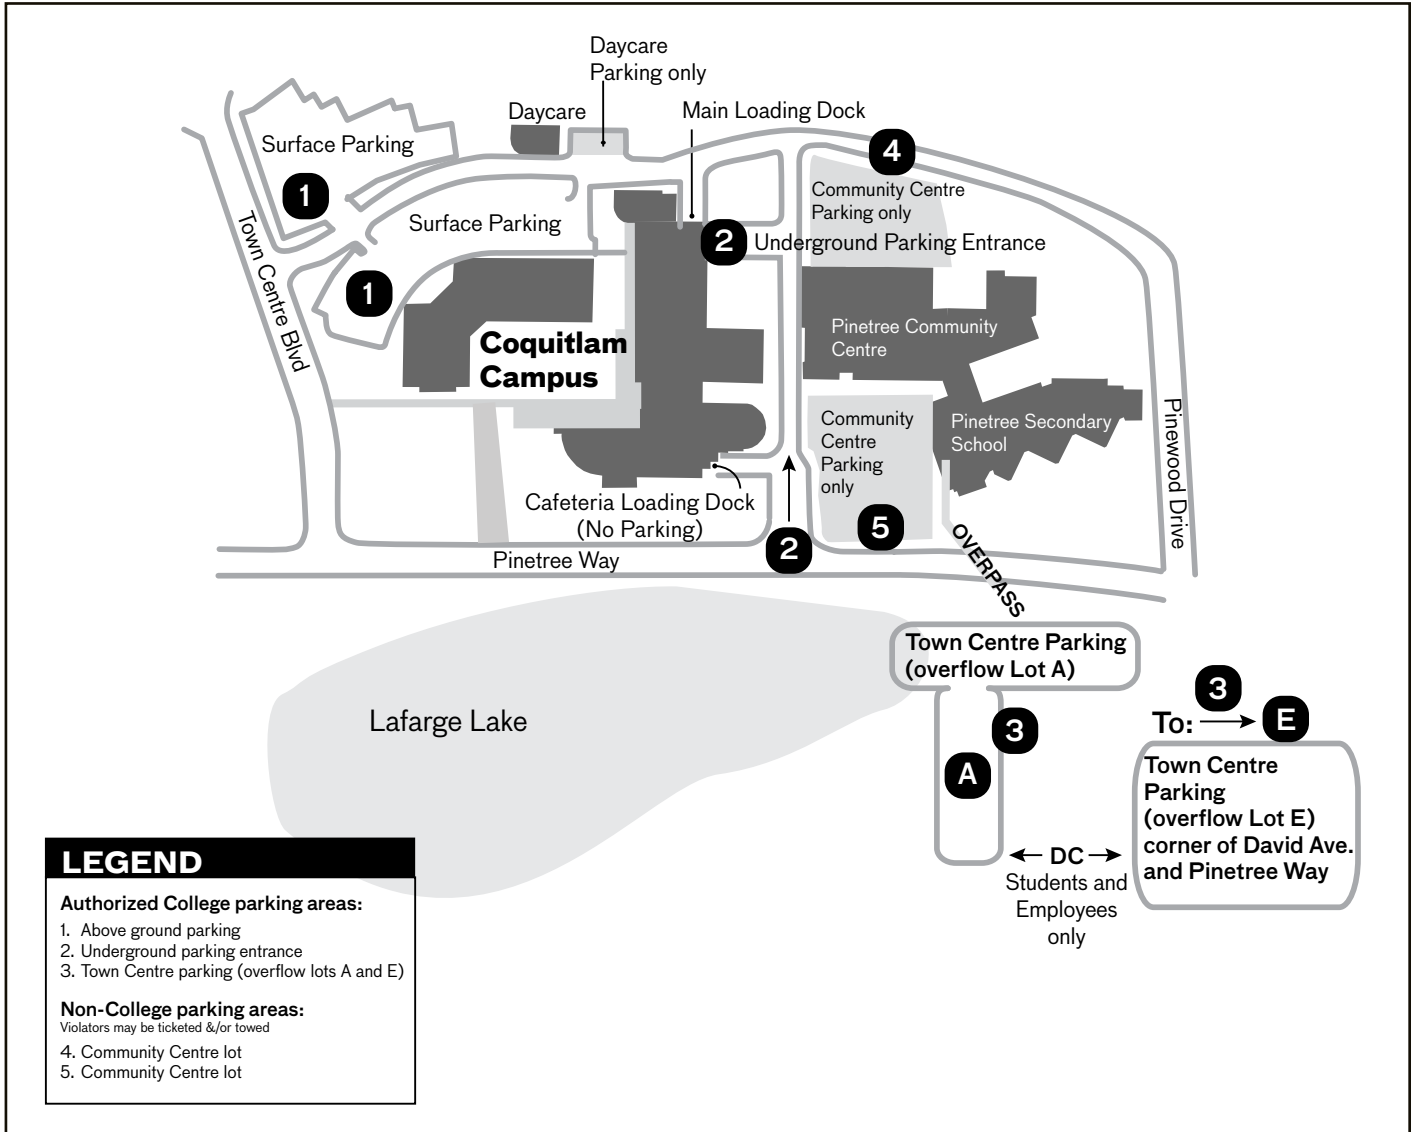 Daycare
Parking only
Daycare
Main Loading Dock
Surface Parking
1
4
Community Centre
Parking only
Surface Parking
2
Underground Parking Entrance
Town Centre Blvd
1
Coquitlam
Campus
Pinetree Community
Centre
Community
Centre
Parking
only
Pinetree Secondary
School
Pinewood Drive
Cafeteria Loading Dock
(No Parking)
5
2
OVERPASS
Pinetree Way
Town Centre Parking
(overflow Lot A)
3
To:
E
Lafarge Lake
3
A
Town Centre
Parking
(overflow Lot E)
corner of David Ave.
and Pinetree Way
DC
Students and
Employees
only
LEGEND
Authorized College parking areas:
1. Above ground parking
2. Underground parking entrance
3. Town Centre parking (overflow lots A and E)
Non-College parking areas:
Violators may be ticketed &/or towed
4. Community Centre lot
5. Community Centre lot